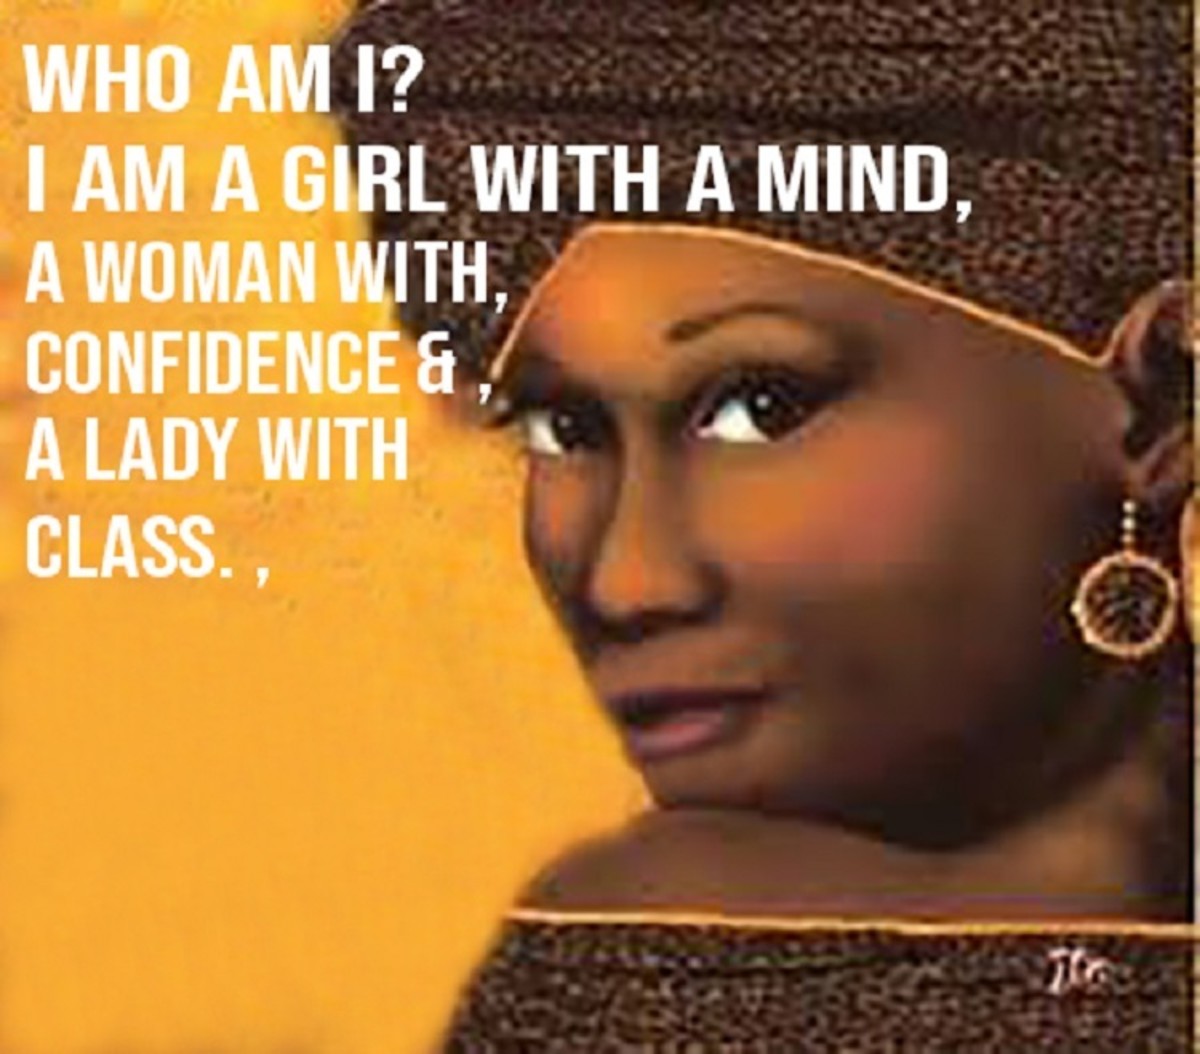 WHO AM I?
I AM A GIRL WITH A MIND,
A WOMAN WITH,
CONFIDENCE & ,
A LADY WITH
CLASS. ,